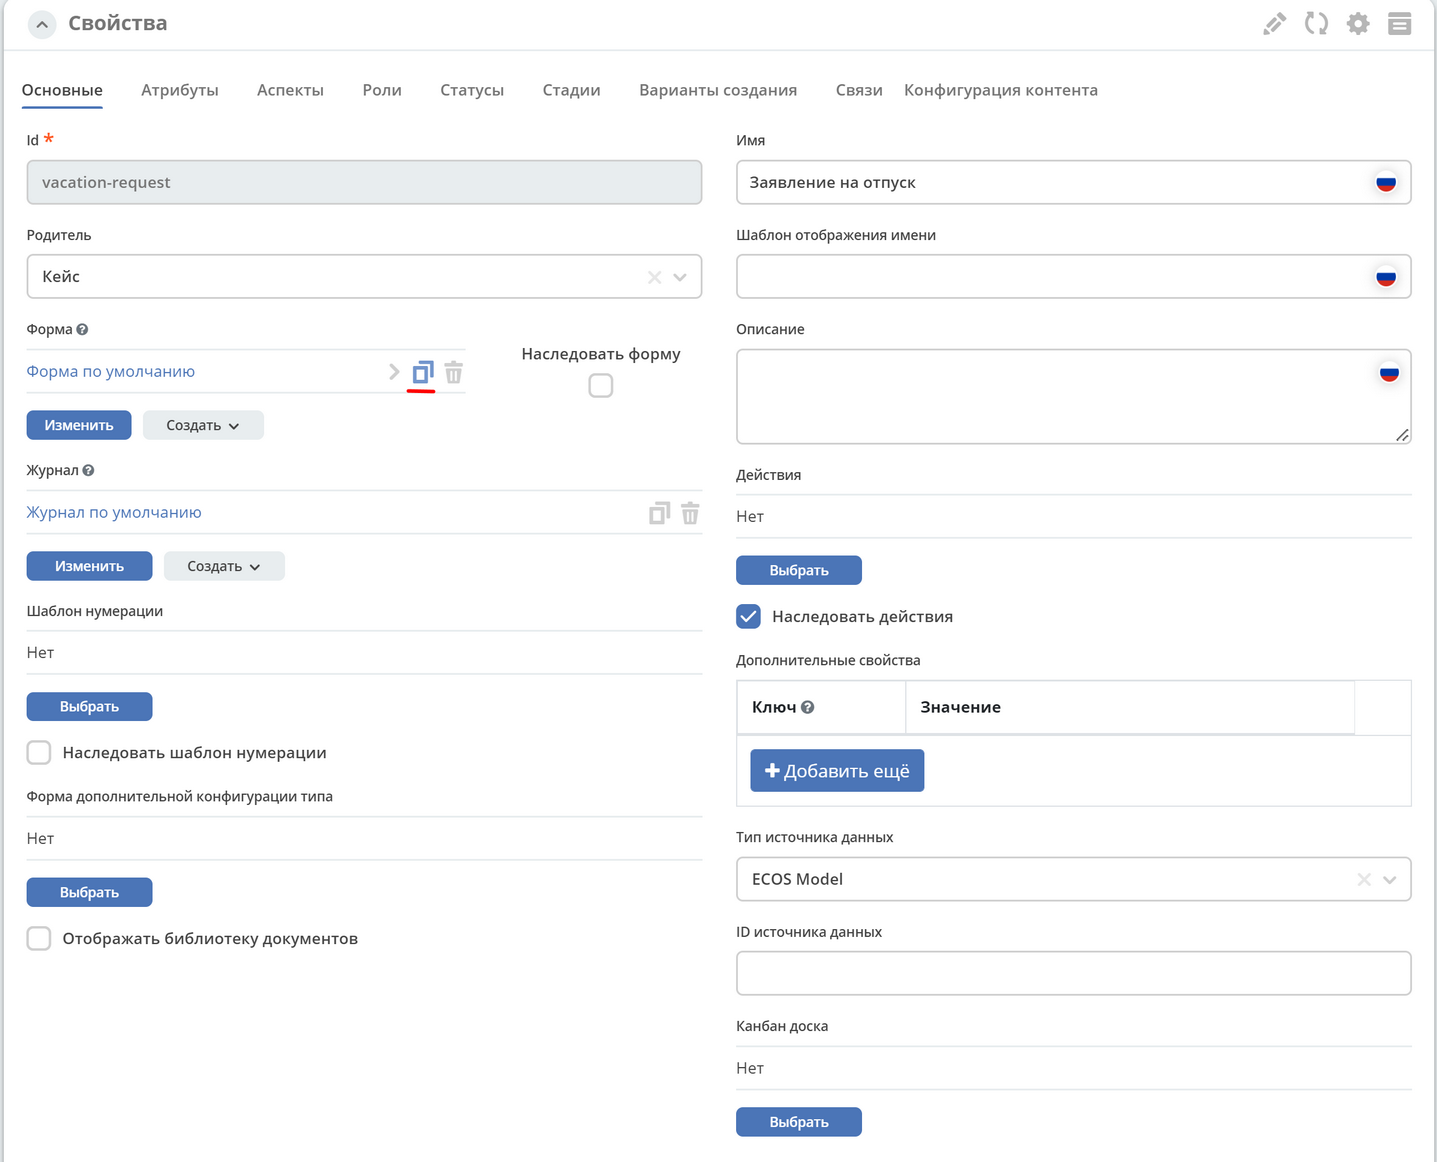 Свойства
Основные Атрибуты Аспекты Роли Статусы Стадии Варианты создания Связи Конфигурация контента
Id *
vacation-request
Родитель
Кейс
Форма
Форма по умолчанию
Наследовать форму
Изменить Создать
Журнал
Журнал по умолчанию
Изменить Создать
Шаблон нумерации
Нет
Выбрать
Наследовать шаблон нумерации
Форма дополнительной конфигурации типа
Нет
Выбрать
Отображать библиотеку документов
Имя
Заявление на отпуск
Шаблон отображения имени
Описание
Действия
Нет
Выбрать
Наследовать действия
Дополнительные свойства
Ключ Значение
+ Добавить ещё
Тип источника данных
ECOS Model
ID источника данных
Канбан доска
Нет
Выбрать